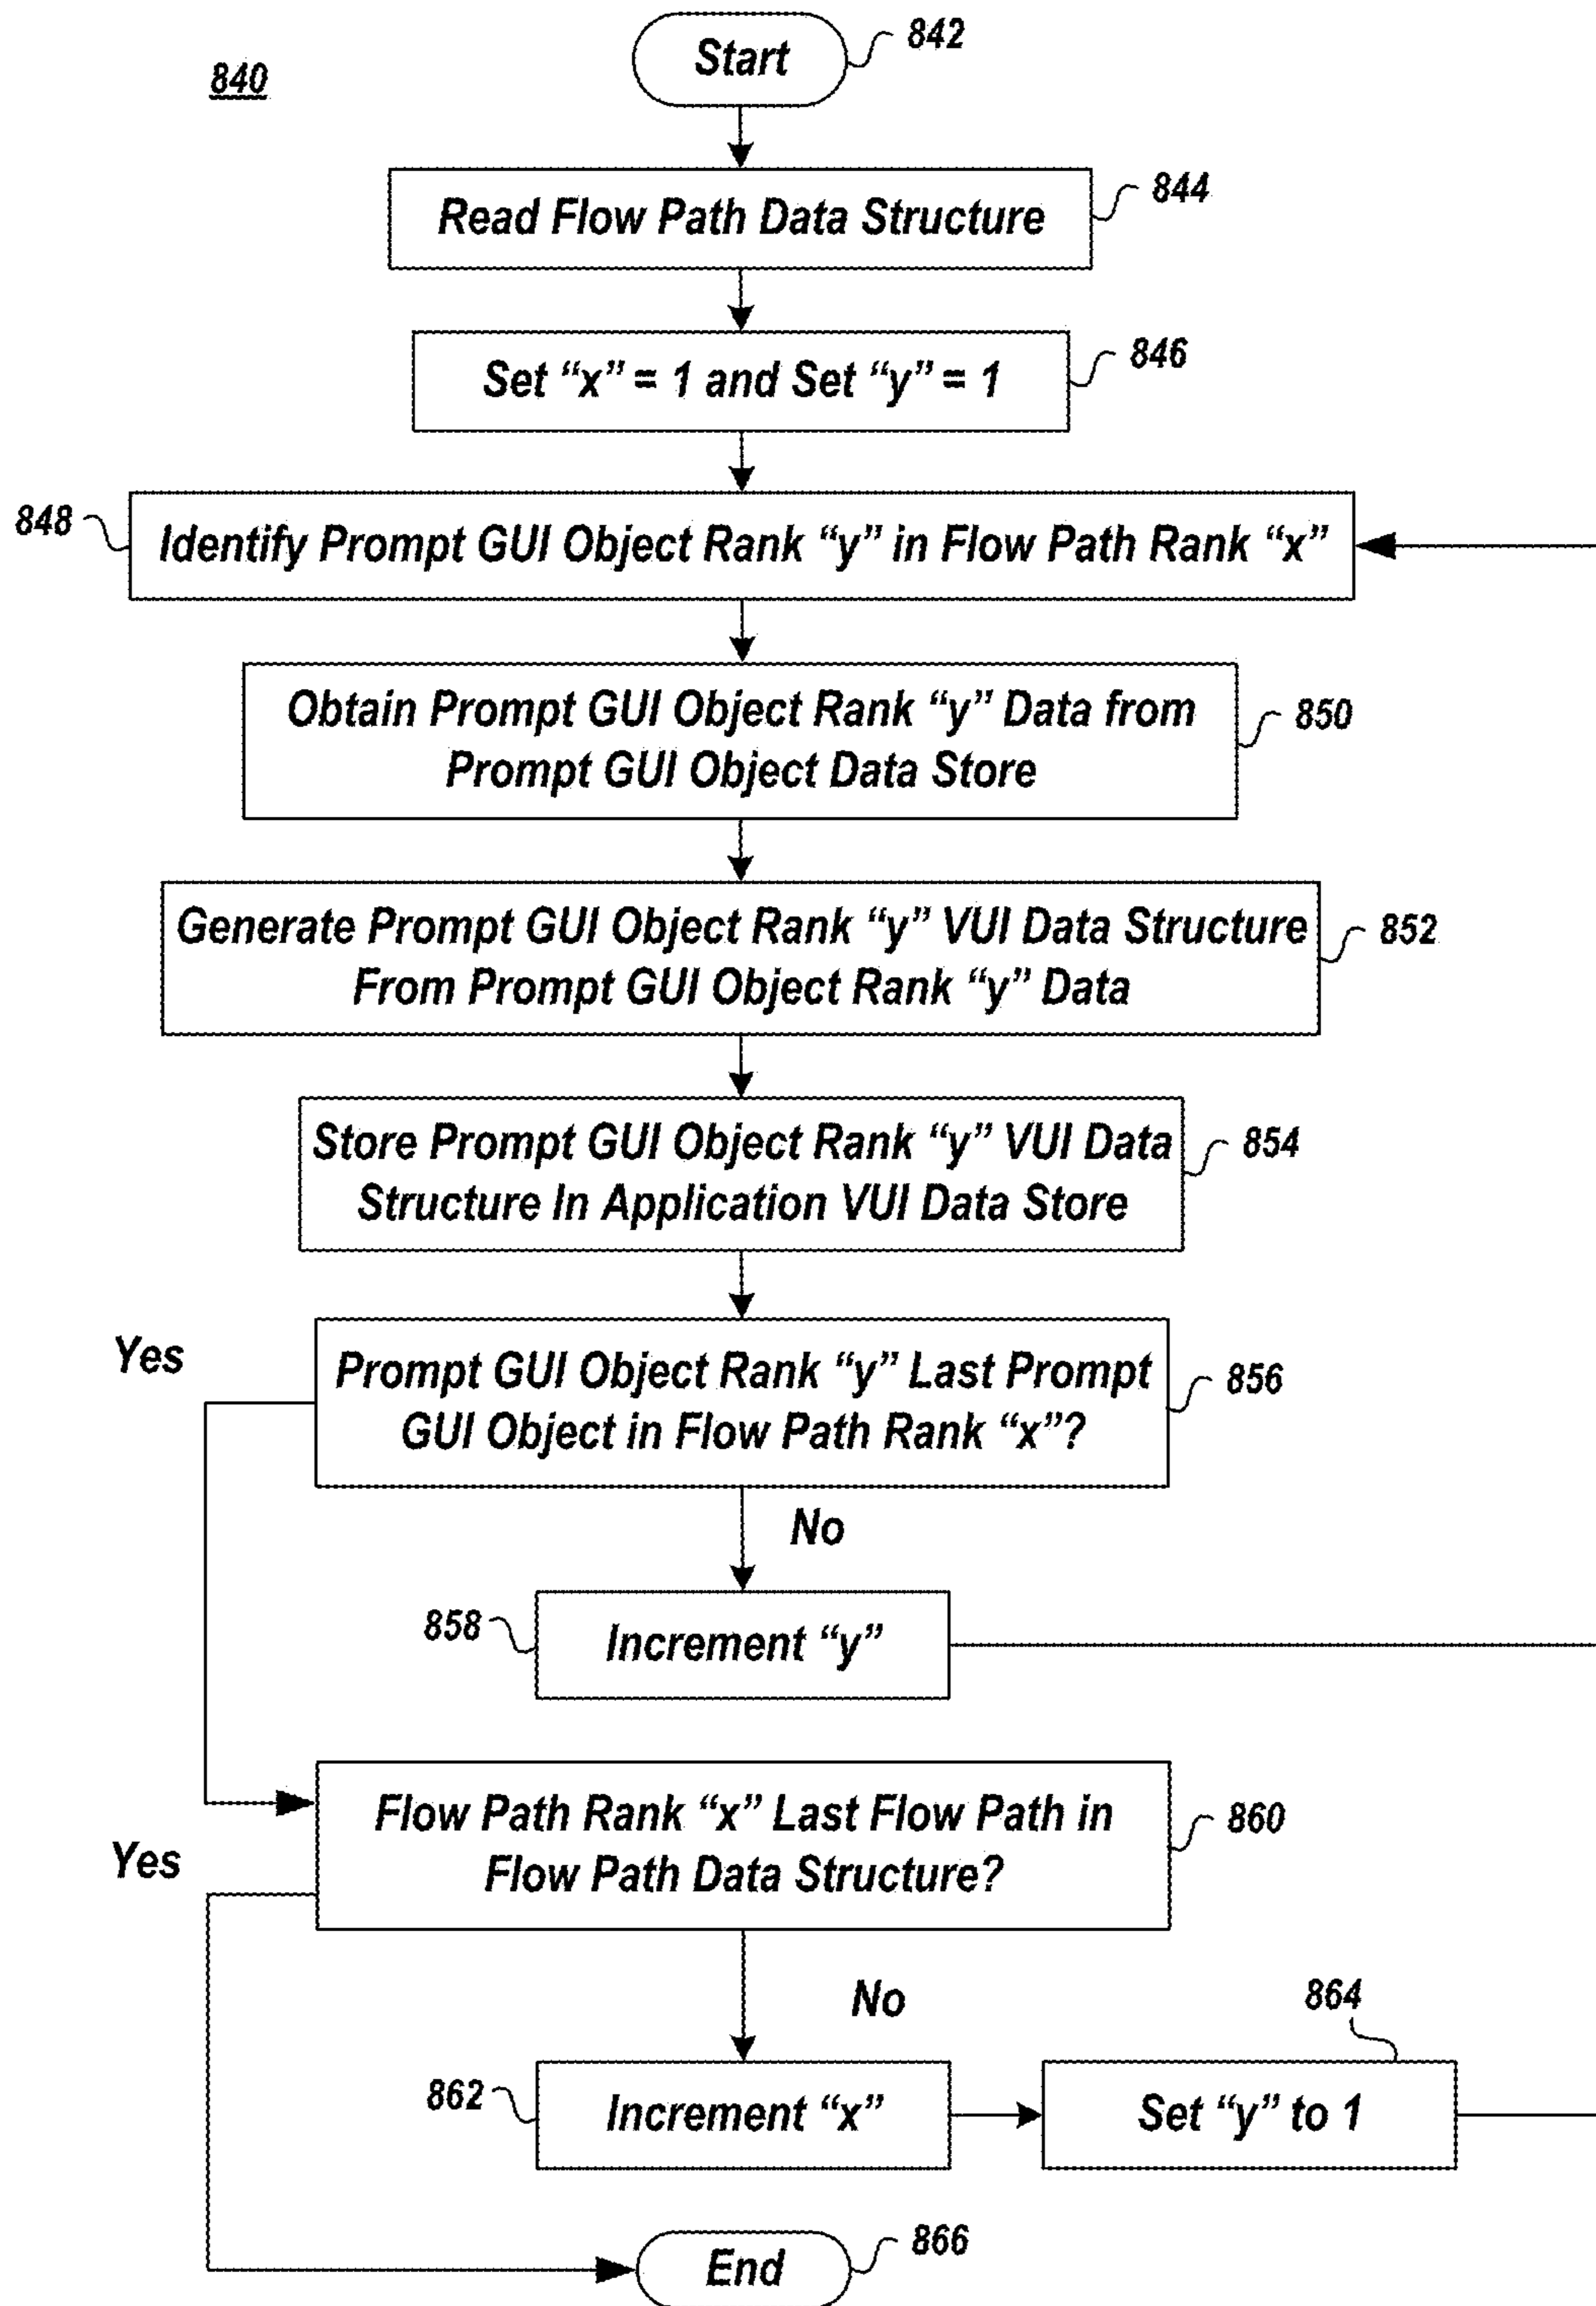 842
Start
840
844
Read Flow Path Data Structure
846
Set “x” = 1 and Set “y” = 1
848
Identify Prompt GUI Object Rank “y” in Flow Path Rank “x”
Obtain Prompt GUI Object Rank “y” Data from
Prompt GUI Object Data Store
850
Generate Prompt GUI Object Rank “y” VUI Data Structure
From Prompt GUI Object Rank “y” Data
852
Store Prompt GUI Object Rank “y” VUI Data
Structure In Application VUI Data Store
854
Yes
Prompt GUI Object Rank “y” Last Prompt
GUI Object in Flow Path Rank “x”?
856
No
858
Increment “y”
Flow Path Rank “x” Last Flow Path in
Flow Path Data Structure?
860
Yes
No
864
862
Increment “x”
Set “y” to 1
866
End